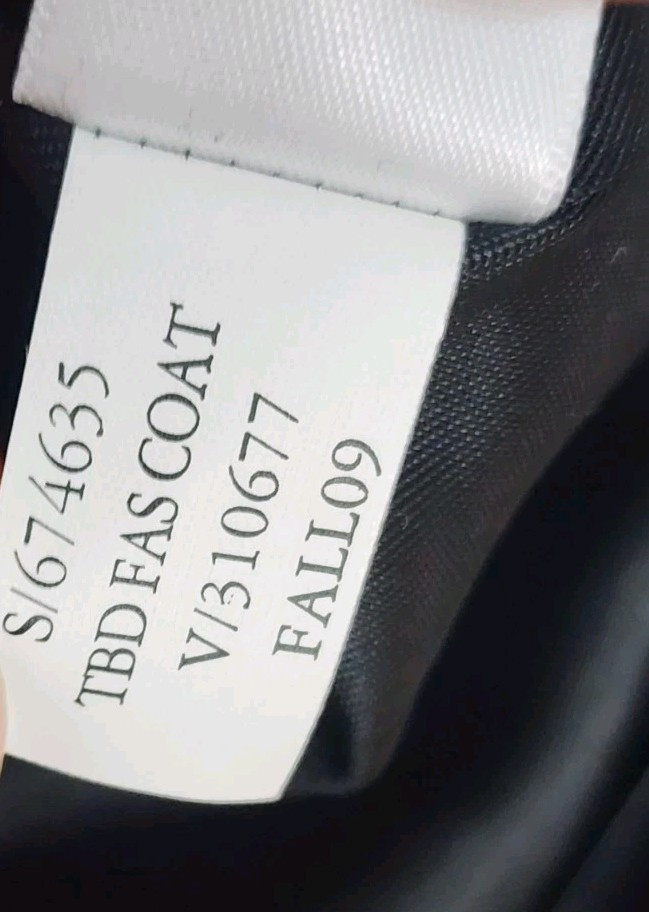 S/674635
TBD FAS COAT
V/310677
FALL09